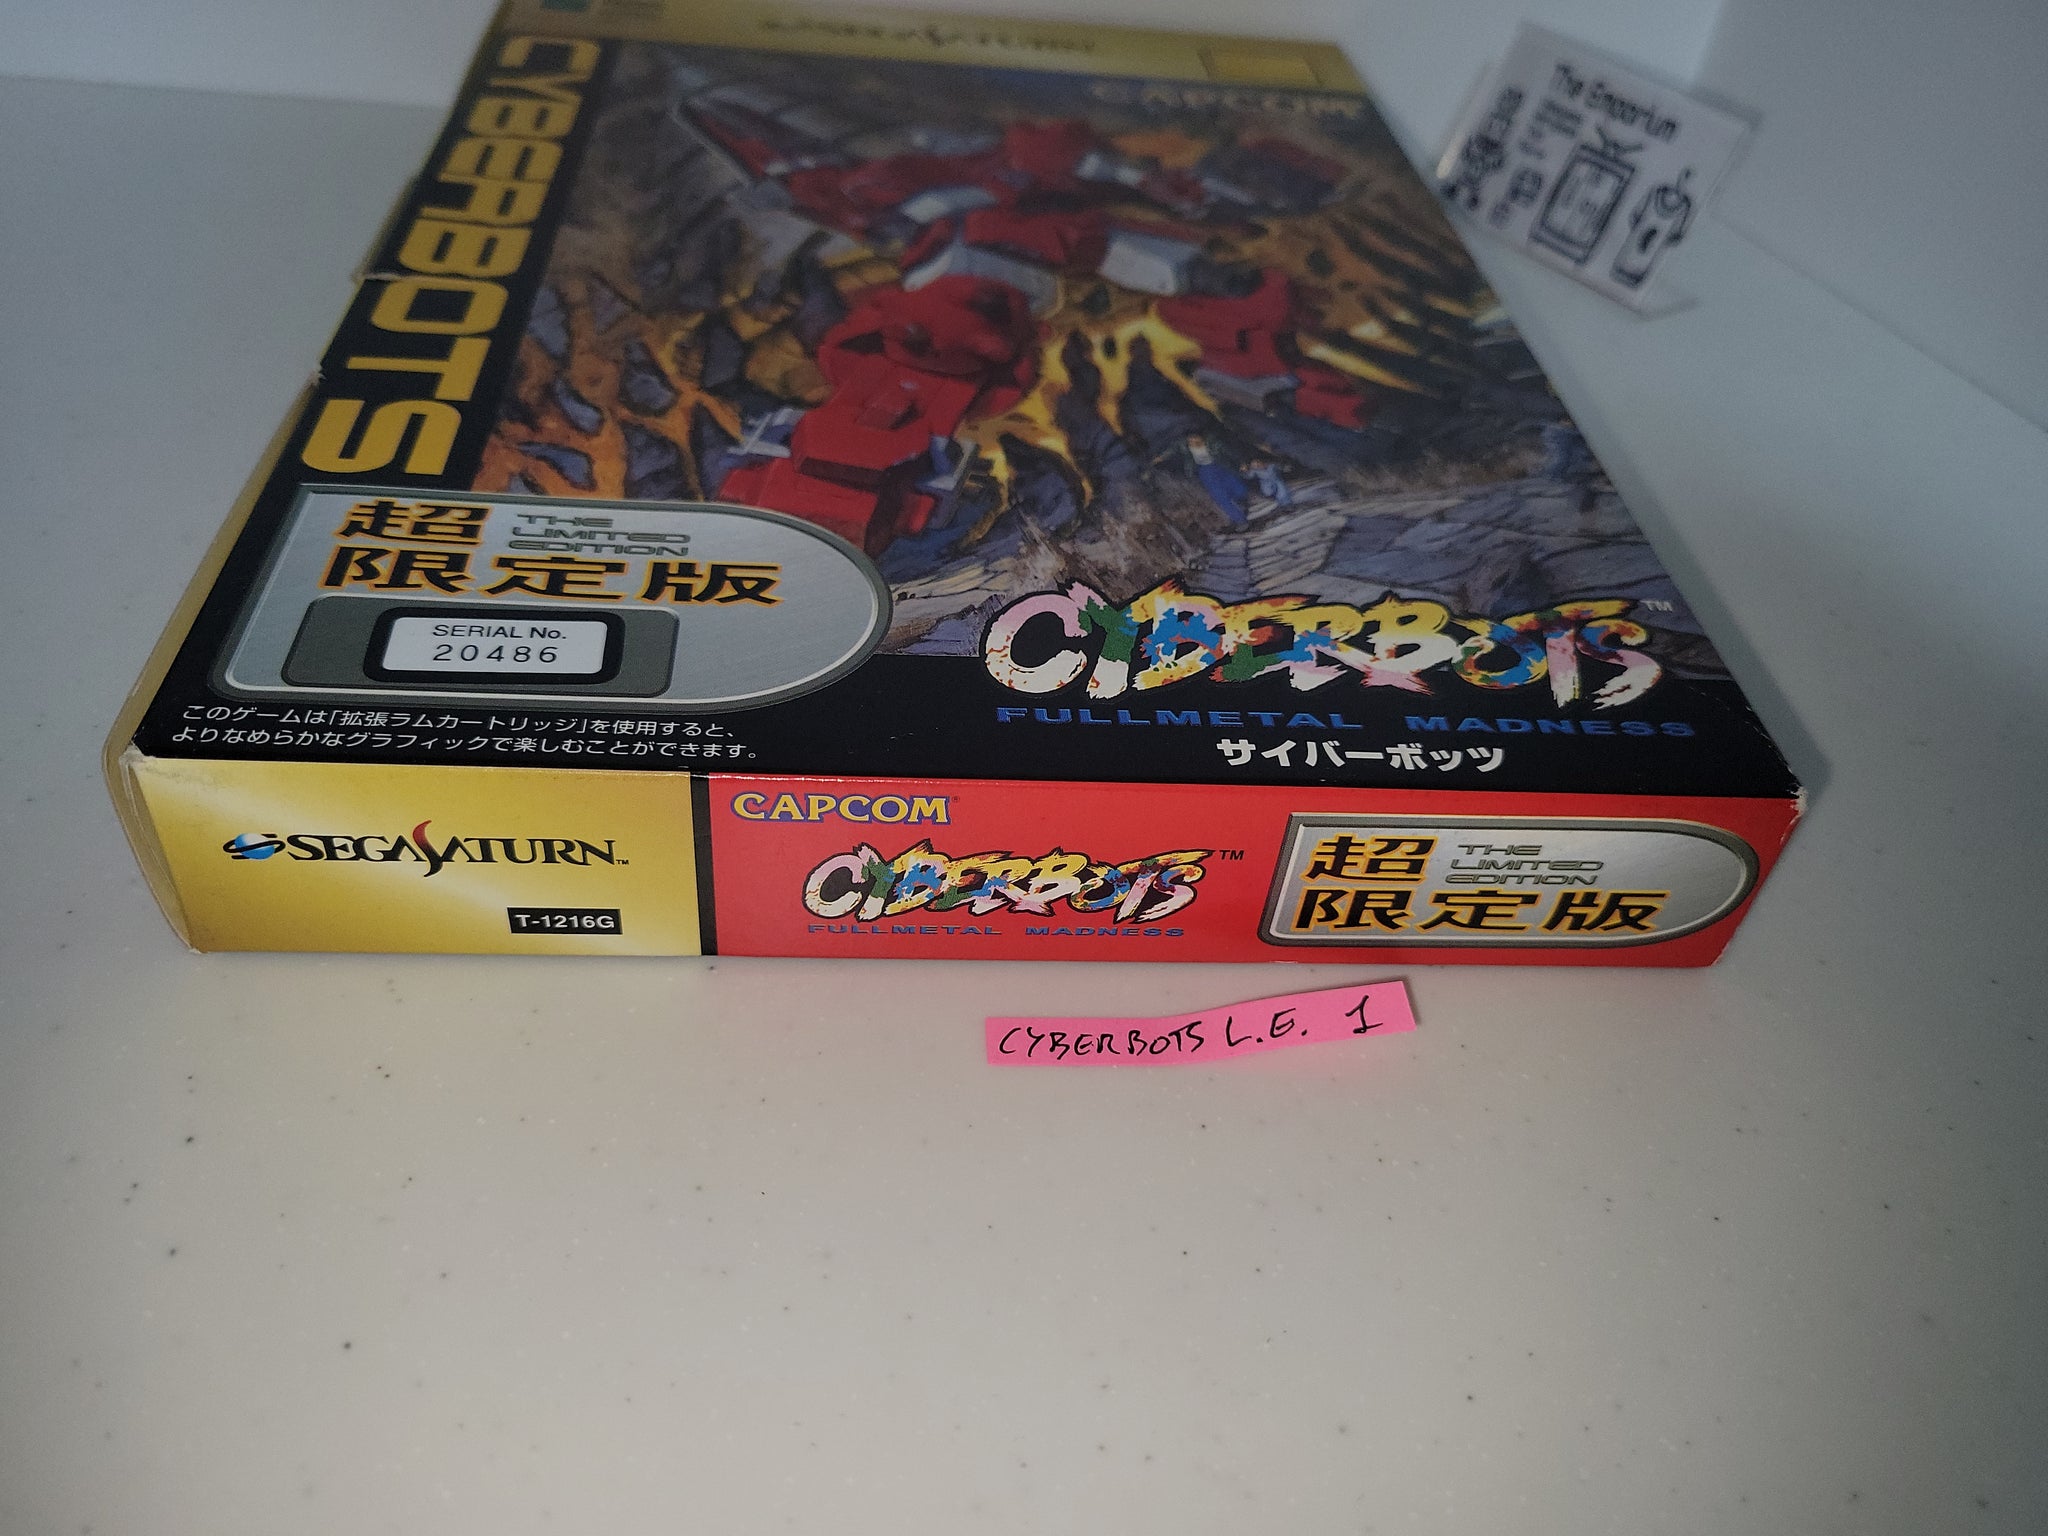 CYBERBOTS
CAPCOM
超
限定版
THE
LIMITED
EDITION
SERIAL No.
20486
CYBERBOTS™
FULLMETAL MADNESS
サイバーボッツ
このゲームは「拡張ラムカートリッジ」を使用すると、
よりなめらかなグラフィックで楽しむことができます。
SEGA SATURN™
T-1216G
CAPCOM®
CYBERBOTS™
FULLMETAL MADNESS
超
限定版
THE
LIMITED
EDITION
CYBERBOTS L.E. 1
The Emporium